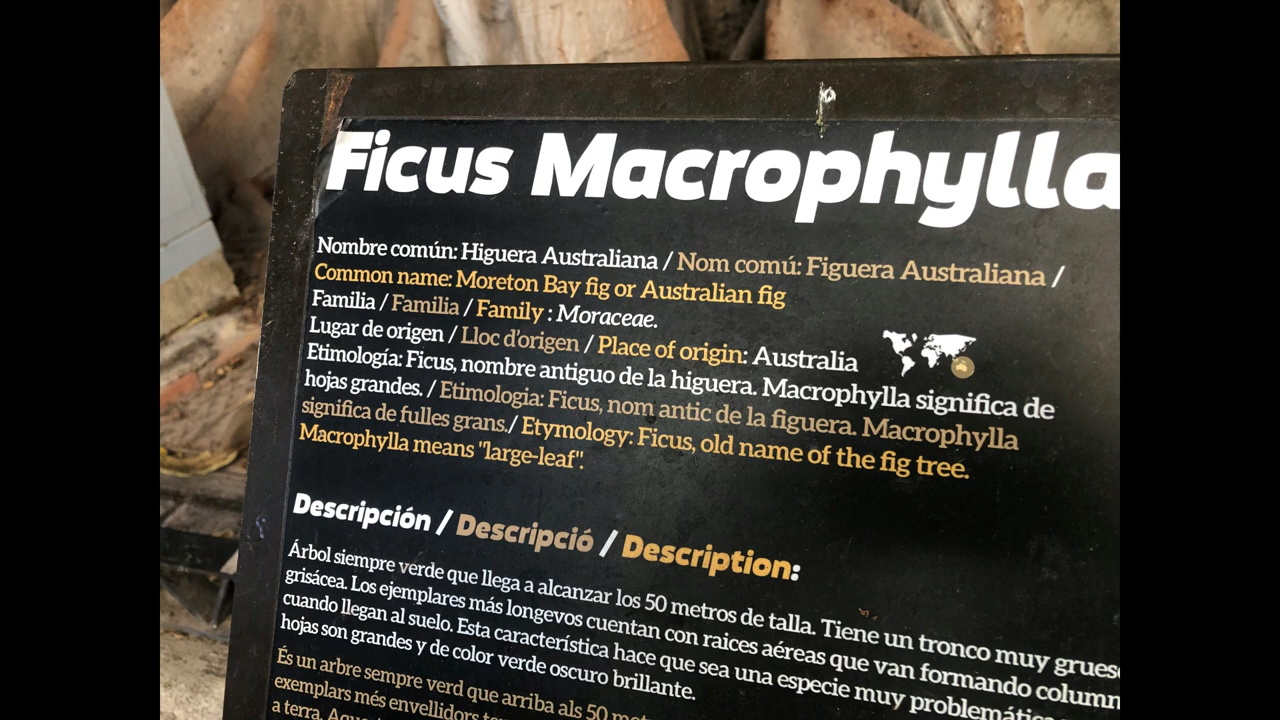 Ficus Macrophylla
Nombre común: Higuera Australiana / Nom comú: Figuera Australiana /
Common name: Moreton Bay fig or Australian fig
Familia / Familia / Family : Moraceae.
Lugar de origen / Lloc d'origen / Place of origin: Australia
Etimología: Ficus, nombre antiguo de la higuera. Macrophylla significa de
hojas grandes. / Etimologia: Ficus, nom antic de la figuera. Macrophylla
significa de fulles grans./ Etymology: Ficus, old name of the fig tree.
Macrophylla means "large-leaf".
Descripción / Descripció / Description:
Árbol siempre verde que llega a alcanzar los 50 metros de talla. Tiene un tronco muy
grisácea. Los ejemplares más longevos cuentan con raices aéreas que van formando
cuando llegan al suelo. Esta característica hace que sea una especie muy
hojas son grandes y de color verde oscuro brillante.
És un arbre sempre verd que arriba als 50
exemplars més envellidors
a terra.